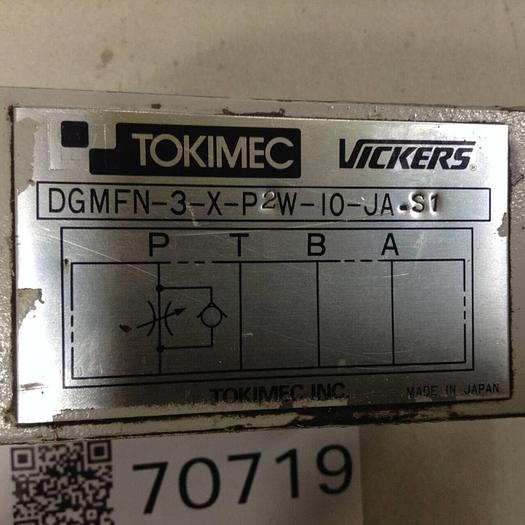 TOKIMEC VICKERS®
DGMFN-3-X-P2W-10-JA-S1
P T B A
TOKIMEC INC.
MADE IN JAPAN
70719